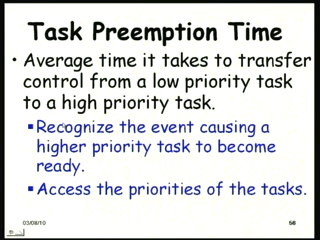 Task Preemption Time
• Average time it takes to transfer
control from a low priority task
to a high priority task.
▪ Recognize the event causing a
higher priority task to become
ready.
▪ Access the priorities of the tasks.
03/08/10 56